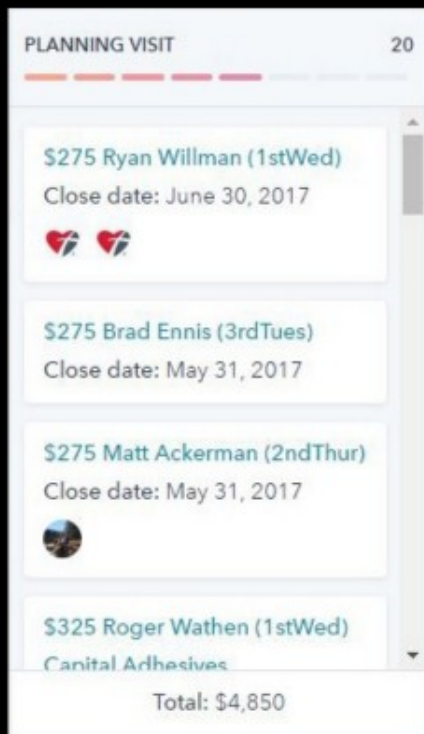 PLANNING VISIT 20
$275 Ryan Willman (1stWed)
Close date: June 30, 2017
$275 Brad Ennis (3rdTues)
Close date: May 31, 2017
$275 Matt Ackerman (2ndThur)
Close date: May 31, 2017
$325 Roger Wathen (1stWed)
Capital Adhesives
Total: $4,850